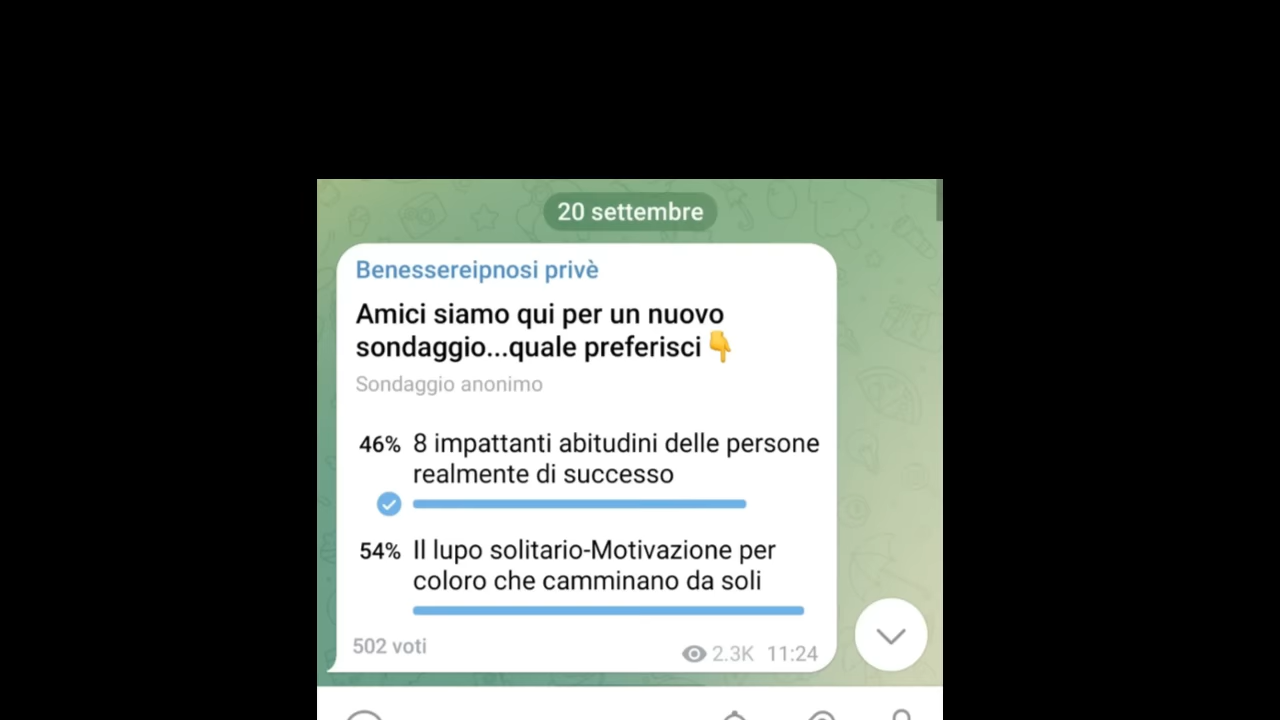 20 settembre
Benessereipnosi privè
Amici siamo qui per un nuovo
sondaggio...quale preferisci👇
Sondaggio anonimo
46% 8 impattanti abitudini delle persone
realmente di successo
54% Il lupo solitario-Motivazione per
coloro che camminano da soli
502 voti
2.3K 11:24